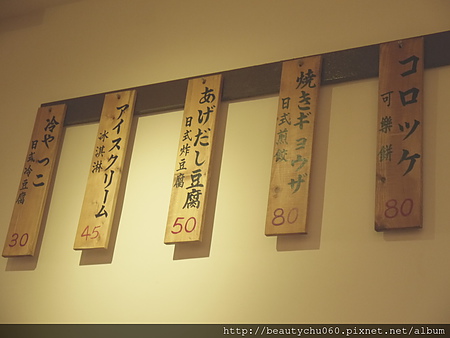 冷やっこ
日式冷豆腐
30
アイスクリーム
冰淇淋
45
あげだし豆腐
日式炸豆腐
50
焼きギョウザ
日式煎餃
80
コロツケ
可樂餅
80
http://beautychu060.pixnet.net/album